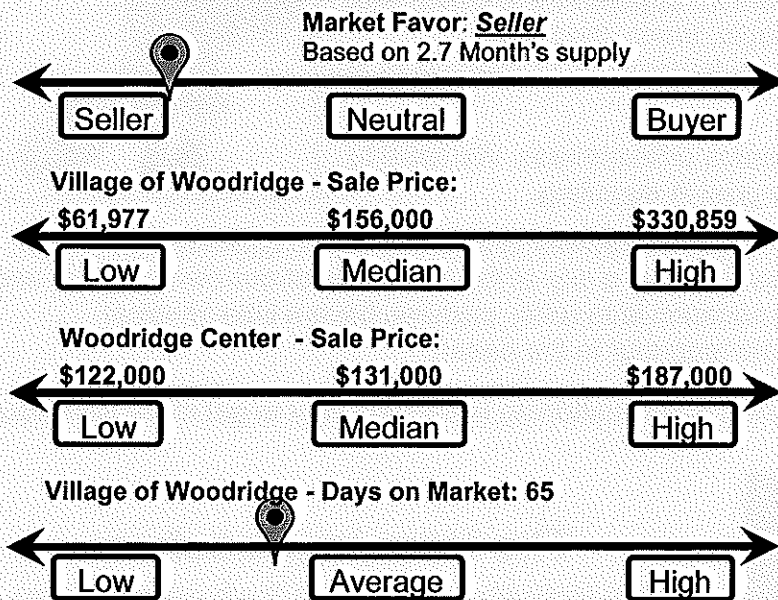 Market Favor: Seller
Based on 2.7 Month's supply
Seller Neutral Buyer
Village of Woodridge - Sale Price:
$61,977 $156,000 $330,859
Low Median High
Woodridge Center - Sale Price:
$122,000 $131,000 $187,000
Low Median High
Village of Woodridge - Days on Market: 65
Low Average High